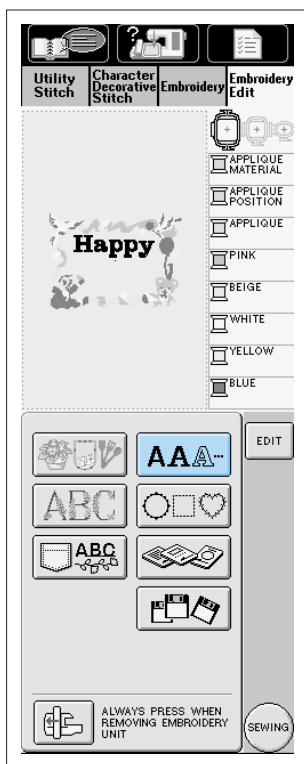 Utility
Stitch
Character
Decorative
Stitch
Embroidery
Embroidery
Edit
Happy
APPLIQUE
MATERIAL
APPLIQUE
POSITION
APPLIQUE
PINK
BEIGE
WHITE
YELLOW
BLUE
EDIT
AAA
ABC
ABC
ALWAYS PRESS WHEN
REMOVING EMBROIDERY
UNIT
SEWING